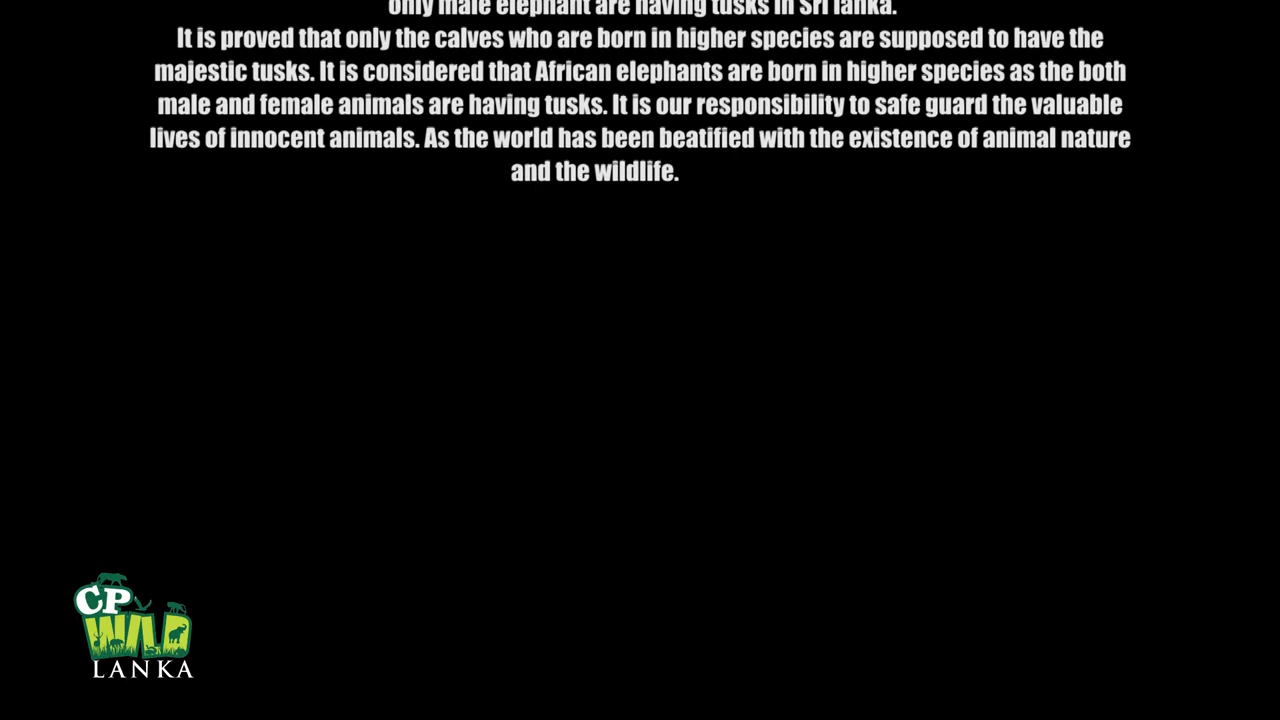 only male elephant are having tusks in Sri lanka.
It is proved that only the calves who are born in higher species are supposed to have the
majestic tusks. It is considered that African elephants are born in higher species as the both
male and female animals are having tusks. It is our responsibility to safe guard the valuable
lives of innocent animals. As the world has been beatified with the existence of animal nature
and the wildlife.
CP
WILD
LANKA